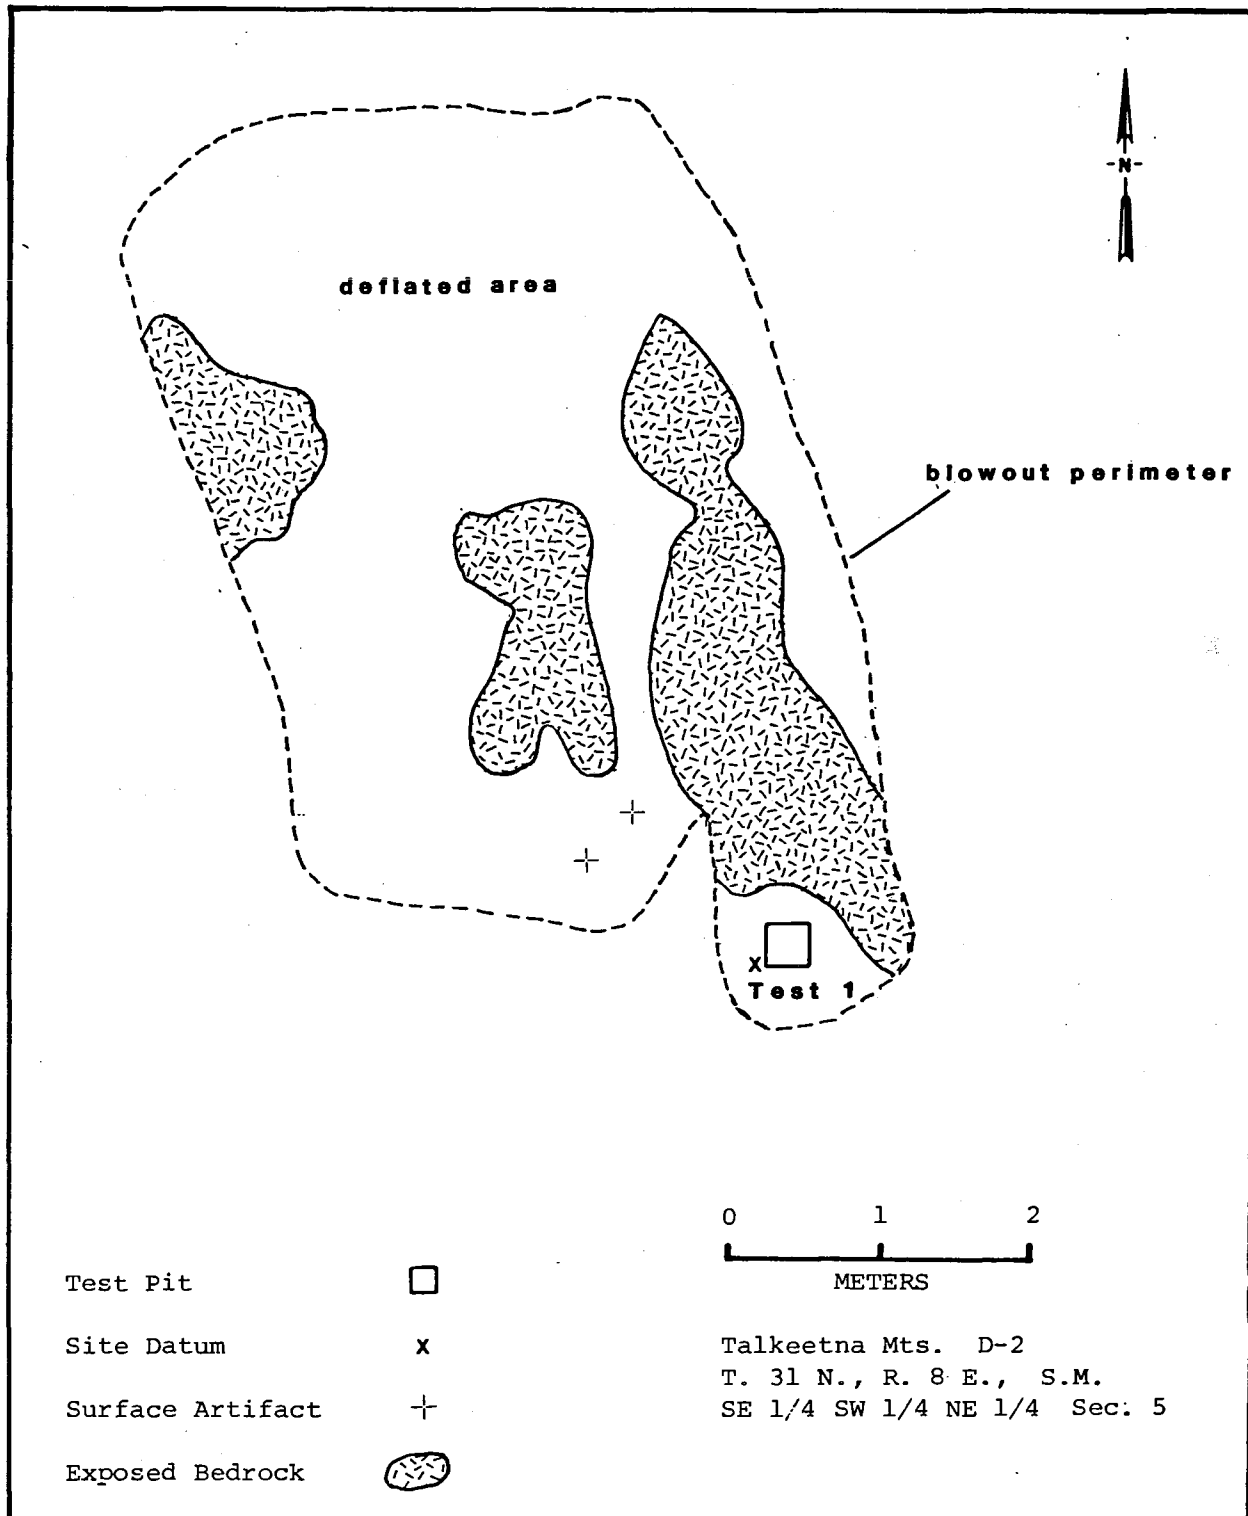 -N-
deflated area
blowout perimeter
x
Test 1
0 1 2
METERS
Test Pit
Site Datum x
Surface Artifact
Exposed Bedrock
Talkeetna Mts. D-2
T. 31 N., R. 8 E., S.M.
SE 1/4 SW 1/4 NE 1/4 Sec. 5